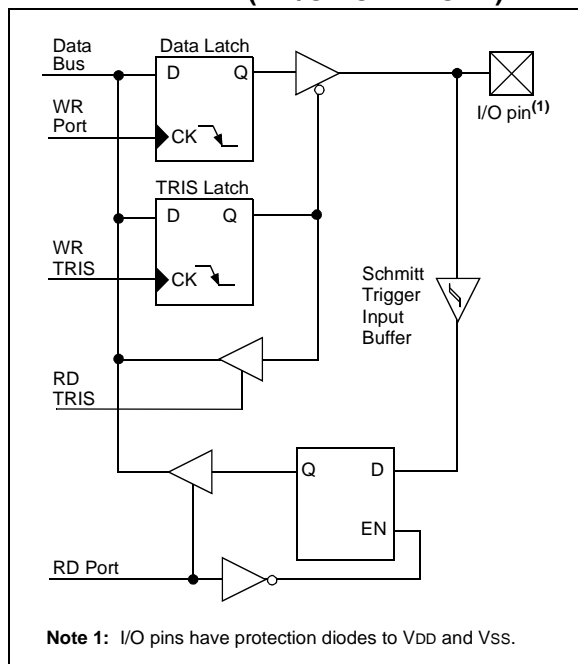 Data
Bus
Data Latch
D
Q
WR
Port
CK
I/O pin(1)
TRIS Latch
D
Q
WR
TRIS
CK
Schmitt
Trigger
Input
Buffer
RD
TRIS
Q
D
EN
RD Port
Note 1: I/O pins have protection diodes to VDD and VSS.